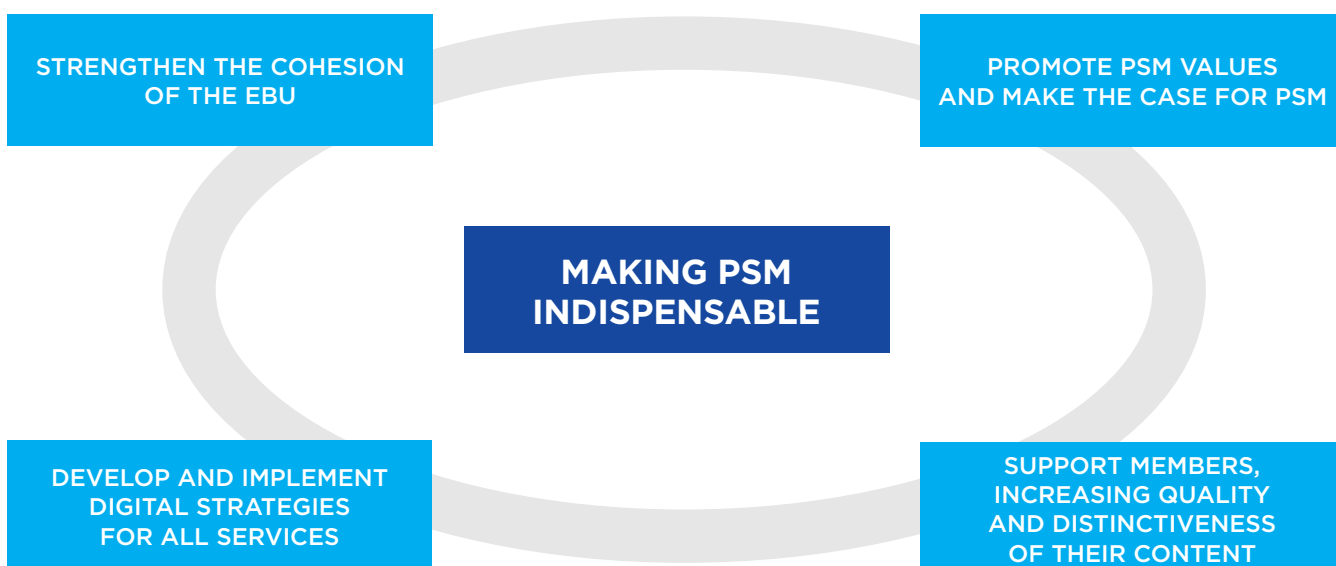 STRENGTHEN THE COHESION
OF THE EBU
PROMOTE PSM VALUES
AND MAKE THE CASE FOR PSM
MAKING PSM
INDISPENSABLE
DEVELOP AND IMPLEMENT
DIGITAL STRATEGIES
FOR ALL SERVICES
SUPPORT MEMBERS,
INCREASING QUALITY
AND DISTINCTIVENESS
OF THEIR CONTENT